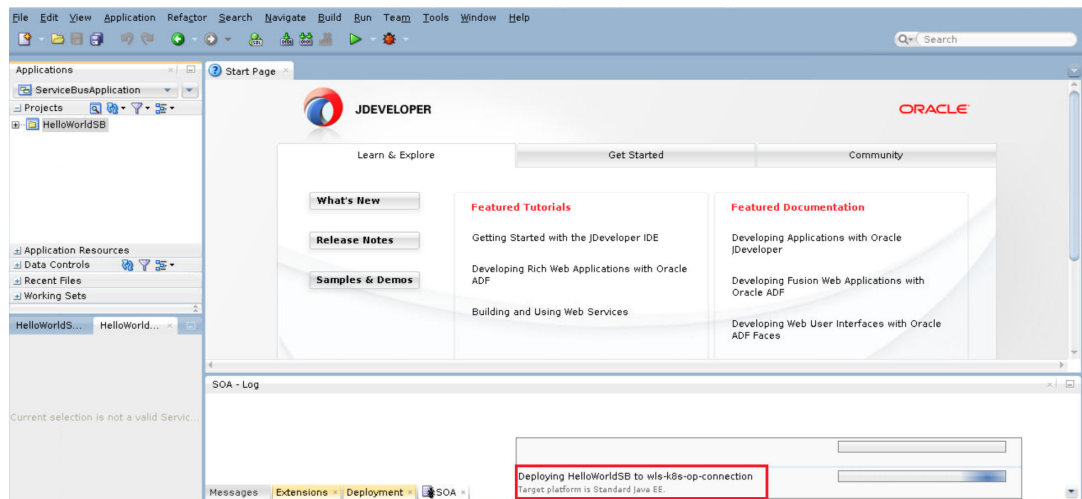 File Edit View Application Refactor Search Navigate Build Run Team Tools Window Help
Search
Applications
ServiceBusApplication
Projects
HelloWorldSB
Application Resources
Data Controls
Recent Files
Working Sets
HelloWorldS... HelloWorld...
Current selection is not a valid Servic...
Start Page
JDEVELOPER
ORACLE
Learn & Explore
Get Started
Community
What's New
Release Notes
Samples & Demos
Featured Tutorials
Getting Started with the JDeveloper IDE
Developing Rich Web Applications with Oracle
ADF
Building and Using Web Services
Featured Documentation
Developing Applications with Oracle
JDeveloper
Developing Fusion Web Applications with
Oracle ADF
Developing Web User Interfaces with Oracle
ADF Faces
SOA - Log
Deploying HelloWorldSB to wls-k8s-op-connection
Target platform is Standard Java EE.
Messages Extensions Deployment SOA